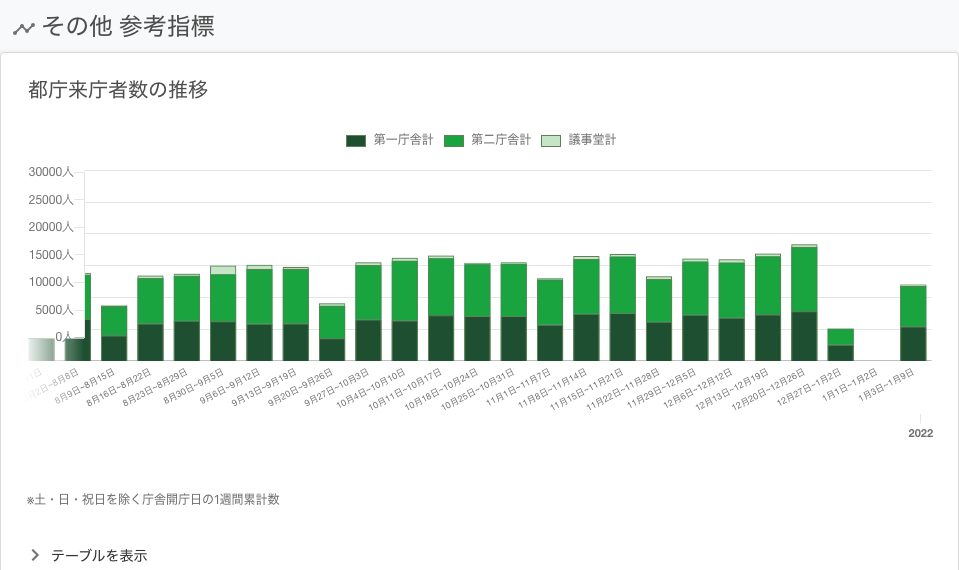 その他 参考指標
都庁来庁者数の推移
第一庁舎計 第二庁舎計 議事堂計
30000人
25000人
20000人
15000人
10000人
5000人
0人
8月9日~8月15日
8月16日~8月22日
8月23日~8月29日
8月30日~9月5日
9月6日~9月12日
9月13日~9月19日
9月20日~9月26日
9月27日~10月3日
10月4日~10月10日
10月11日~10月17日
10月18日~10月24日
10月25日~10月31日
11月1日~11月7日
11月8日~11月14日
11月15日~11月21日
11月22日~11月28日
11月29日~12月5日
12月6日~12月12日
12月13日~12月19日
12月20日~12月26日
12月27日~1月2日
1月1日~1月2日
1月3日~1月9日
2022
※土・日・祝日を除く庁舎開庁日の1週間累計数
テーブルを表示